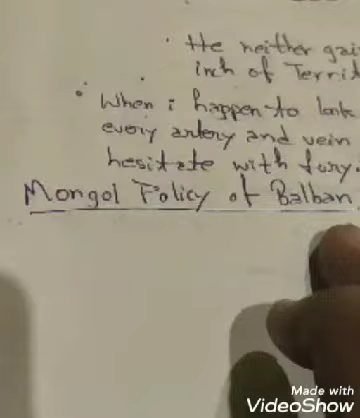 • He neither gai
inch of Territ
• When i happen to look
every artery and vein
hesitate with fury.
Mongol Policy of Balban
Made with
VideoShow